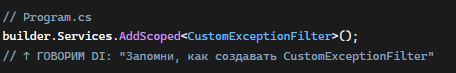 // Program.cs
builder.Services.AddScoped<CustomExceptionFilter>();
// ↑ ГОВОРИМ DI: "Запомни, как создавать CustomExceptionFilter"